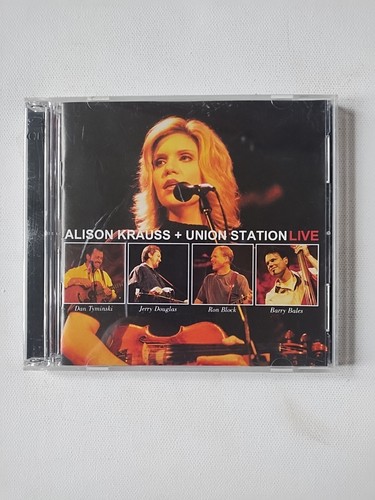 ALISON KRAUSS + UNION STATION LIVE
Dan Tyminski Jerry Douglas Ron Block Barry Bales